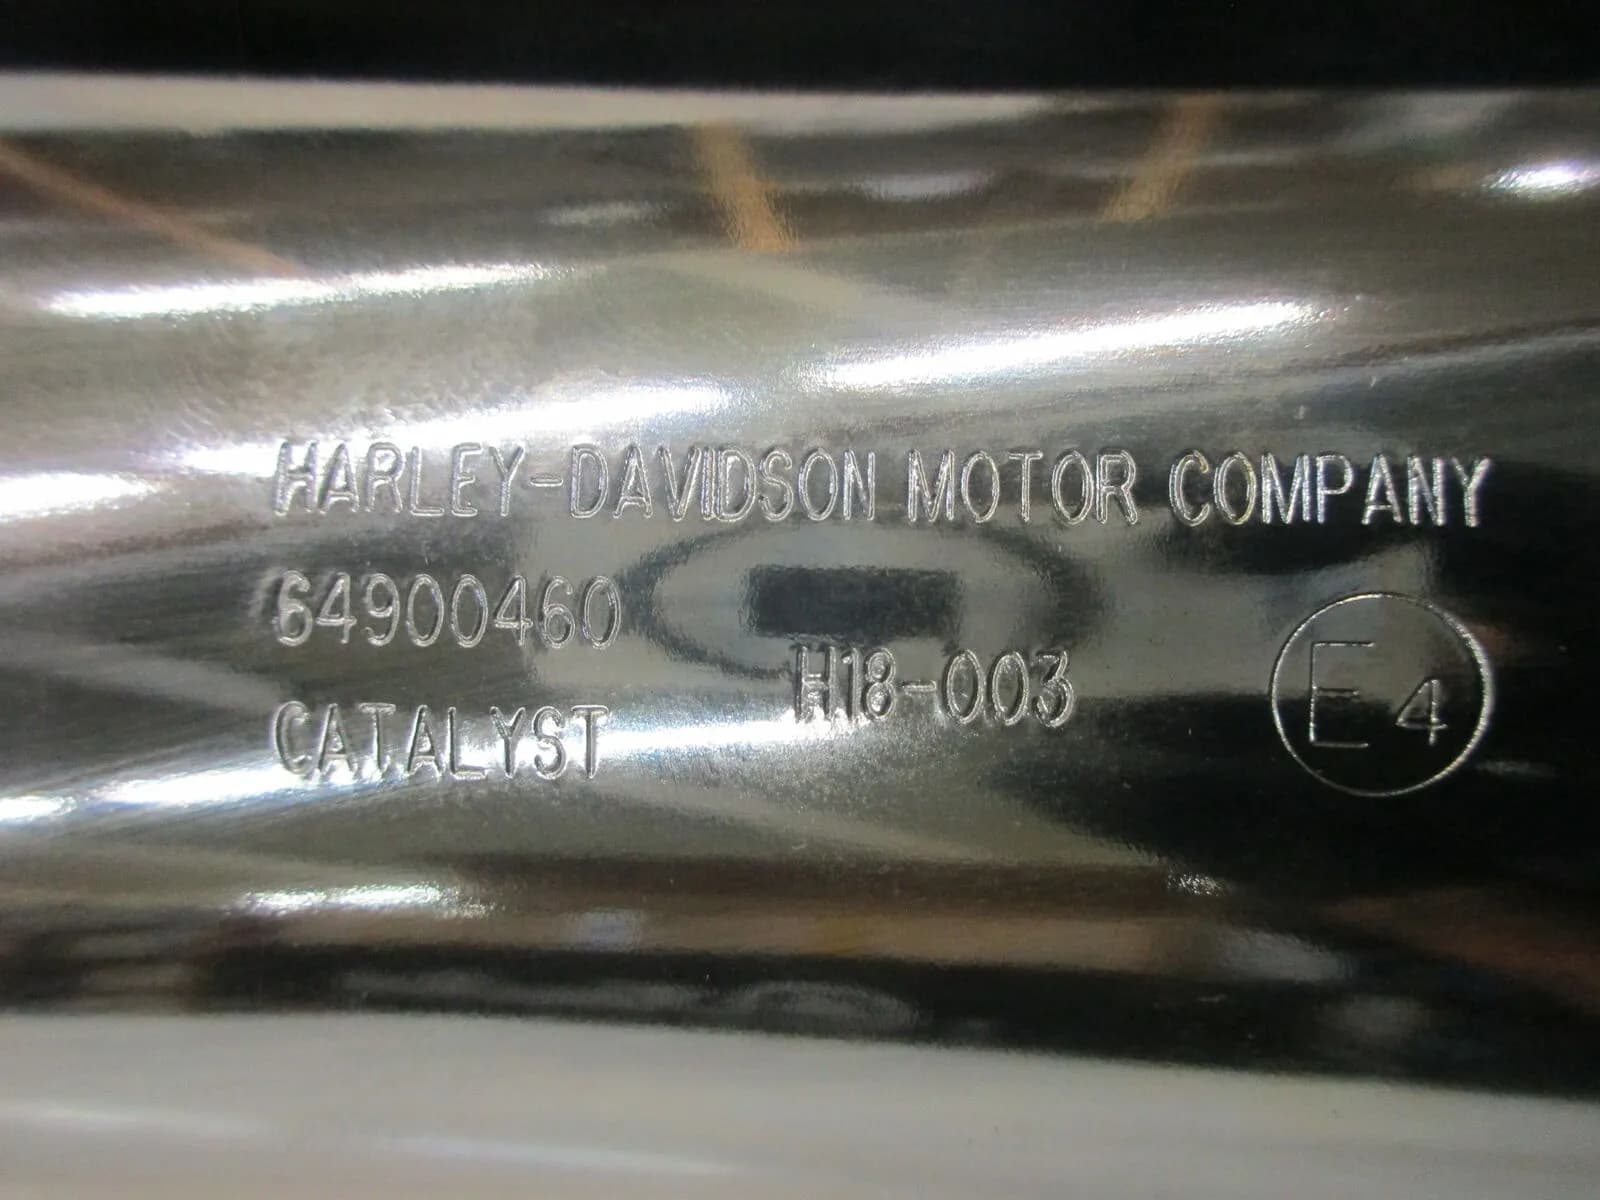 HARLEY-DAVIDSON MOTOR COMPANY
64900460
H18-003
CATALYST
E4